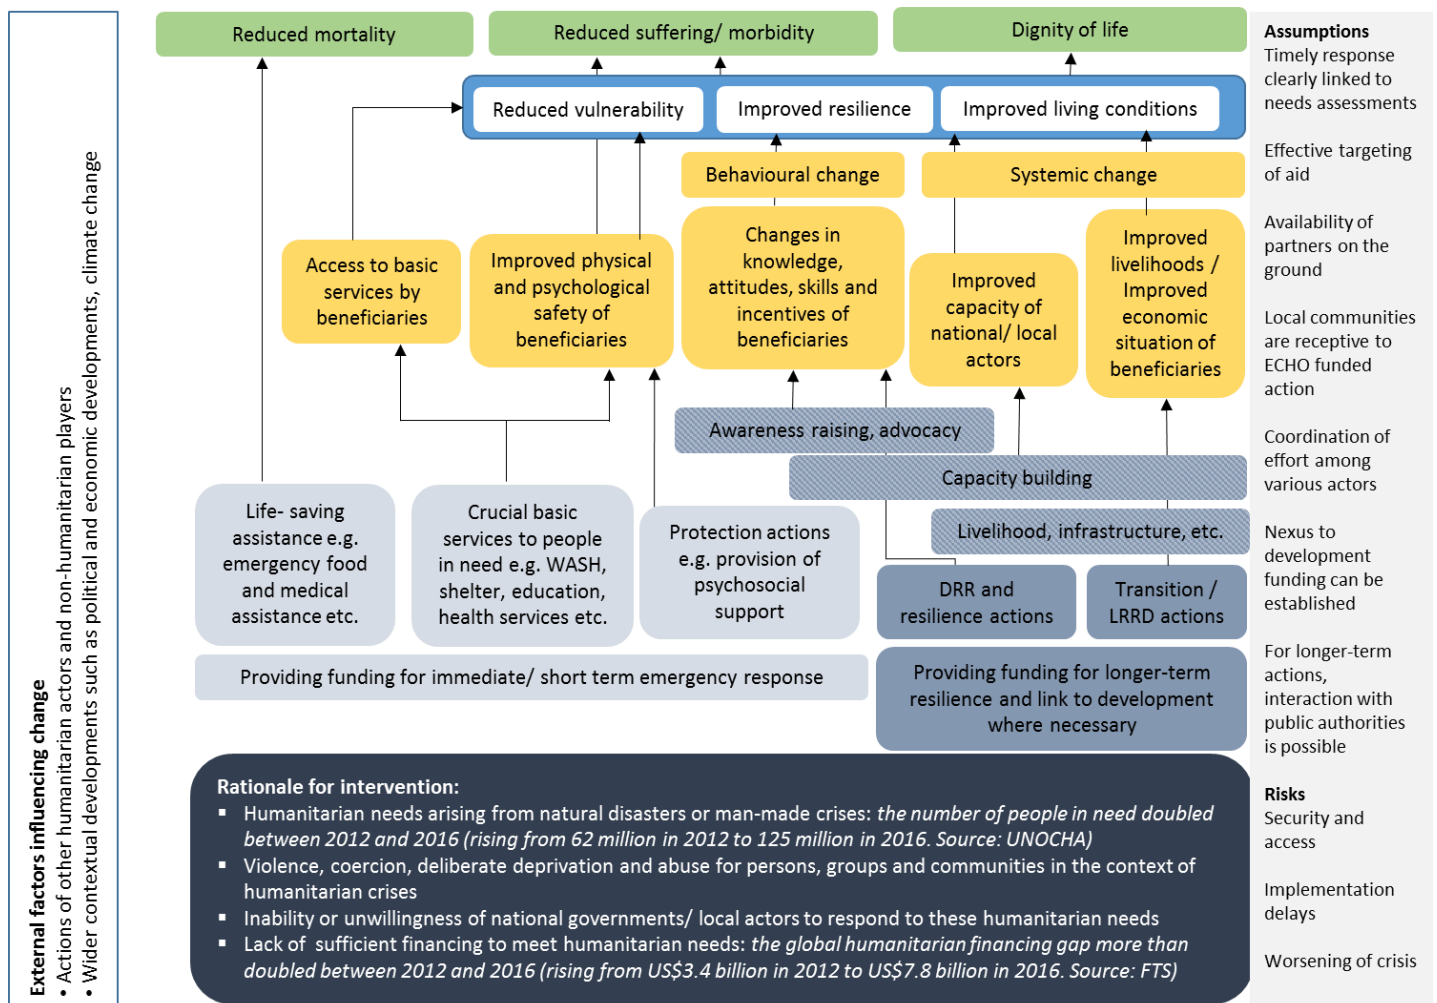 External factors influencing change
• Actions of other humanitarian actors and non-humanitarian players
• Wider contextual developments such as political and economic developments, climate change
Reduced mortality
Reduced suffering/ morbidity
Dignity of life
Reduced vulnerability
Improved resilience
Improved living conditions
Behavioural change
Systemic change
Access to basic
services by
beneficiaries
Improved physical
and psychological
safety of
beneficiaries
Changes in
knowledge,
attitudes, skills and
incentives of
beneficiaries
Improved
capacity of
national/ local
actors
Improved
livelihoods /
Improved
economic
situation of
beneficiaries
Awareness raising, advocacy
Capacity building
Livelihood, infrastructure, etc.
Life- saving
assistance e.g.
emergency food
and medical
assistance etc.
Crucial basic
services to people
in need e.g. WASH,
shelter, education,
health services etc.
Protection actions
e.g. provision of
psychosocial
support
DRR and
resilience actions
Transition /
LRRD actions
Providing funding for immediate/ short term emergency response
Providing funding for longer-term
resilience and link to development
where necessary
Rationale for intervention:
▪ Humanitarian needs arising from natural disasters or man-made crises: the number of people in need doubled
between 2012 and 2016 (rising from 62 million in 2012 to 125 million in 2016. Source: UNOCHA)
▪ Violence, coercion, deliberate deprivation and abuse for persons, groups and communities in the context of
humanitarian crises
▪ Inability or unwillingness of national governments/ local actors to respond to these humanitarian needs
▪ Lack of sufficient financing to meet humanitarian needs: the global humanitarian financing gap more than
doubled between 2012 and 2016 (rising from US$3.4 billion in 2012 to US$7.8 billion in 2016. Source: FTS)
Assumptions
Timely response
clearly linked to
needs assessments
Effective targeting
of aid
Availability of
partners on the
ground
Local communities
are receptive to
ECHO funded
action
Coordination of
effort among
various actors
Nexus to
development
funding can be
established
For longer-term
actions,
interaction with
public authorities
is possible
Risks
Security and
access
Implementation
delays
Worsening of crisis